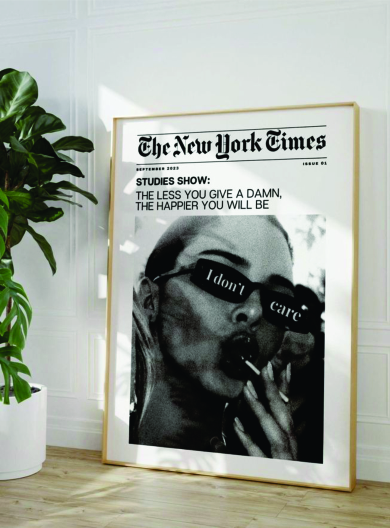 The New York Times
SEPTEMBER 2023
ISSUE 01
STUDIES SHOW:
THE LESS YOU GIVE A DAMN,
THE HAPPIER YOU WILL BE
I don't care